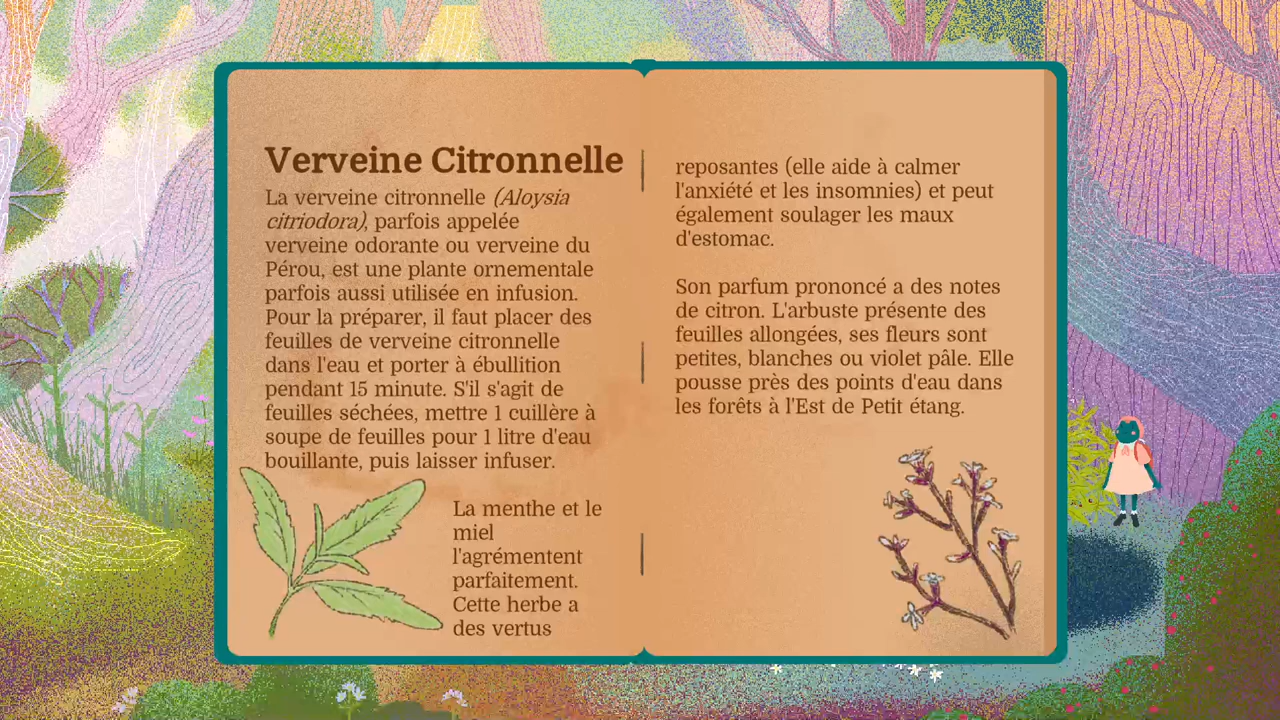 Verveine Citronnelle
La verveine citronnelle (Aloysia
citriodora), parfois appelée
verveine odorante ou verveine du
Pérou, est une plante ornementale
parfois aussi utilisée en infusion.
Pour la préparer, il faut placer des
feuilles de verveine citronnelle
dans l'eau et porter à ébullition
pendant 15 minute. S'il s'agit de
feuilles séchées, mettre 1 cuillère à
soupe de feuilles pour 1 litre d'eau
bouillante, puis laisser infuser.
La menthe et le
miel
l'agrémentent
parfaitement.
Cette herbe a
des vertus
reposantes (elle aide à calmer
l'anxiété et les insomnies) et peut
également soulager les maux
d'estomac.
Son parfum prononcé a des notes
de citron. L'arbuste présente des
feuilles allongées, ses fleurs sont
petites, blanches ou violet pâle. Elle
pousse près des points d'eau dans
les forêts à l'Est de Petit étang.